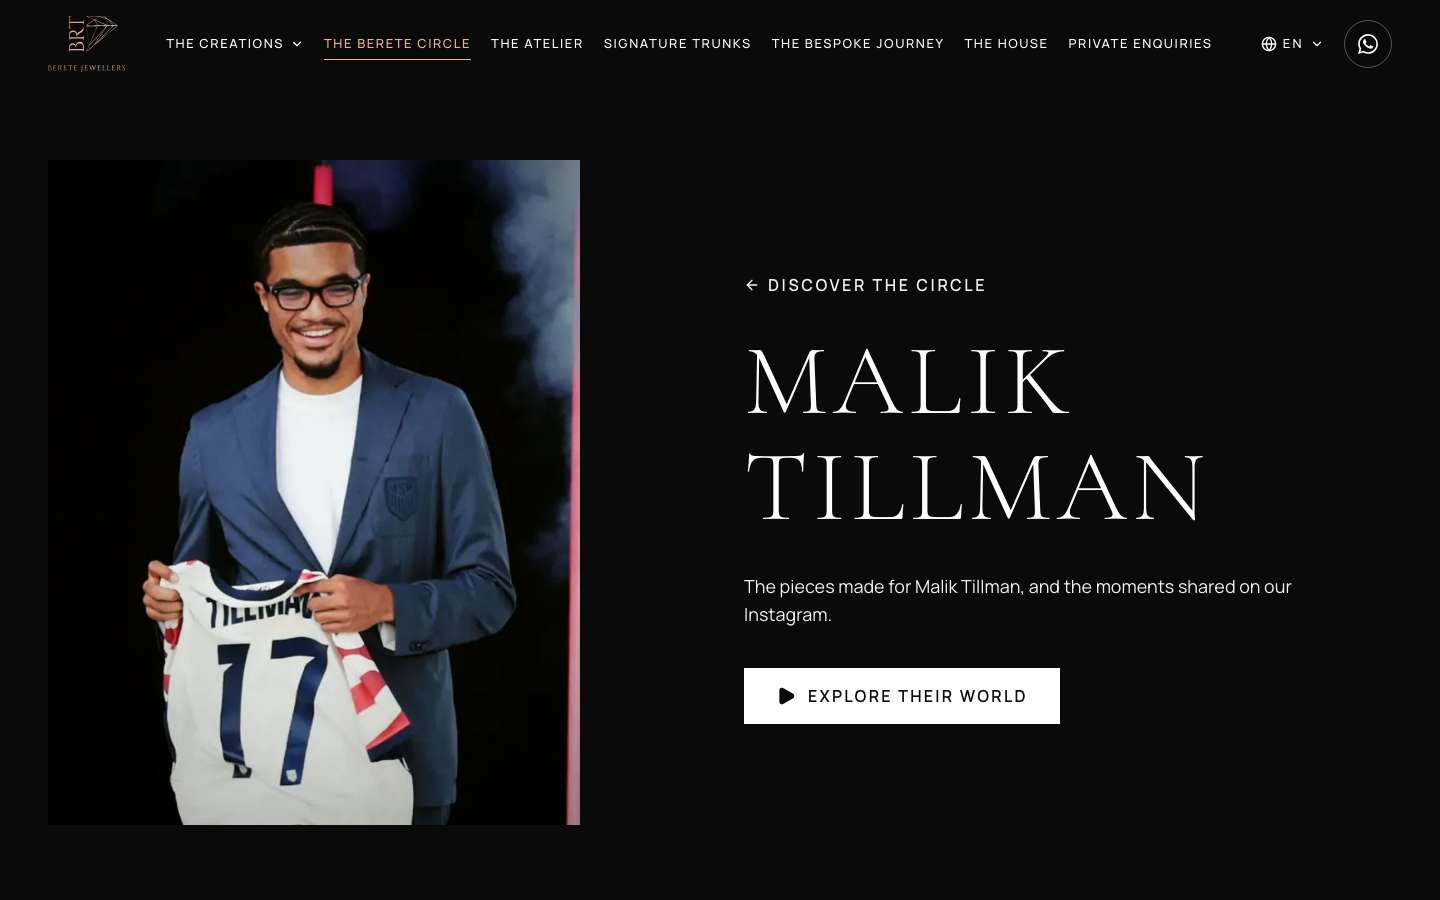 BRT
BERETE JEWELLERS
THE CREATIONS
THE BERETE CIRCLE
THE ATELIER
SIGNATURE TRUNKS
THE BESPOKE JOURNEY
THE HOUSE
PRIVATE ENQUIRIES
EN
DISCOVER THE CIRCLE
MALIK
TILLMAN
The pieces made for Malik Tillman, and the moments shared on our
Instagram.
EXPLORE THEIR WORLD
TILLMAN
17